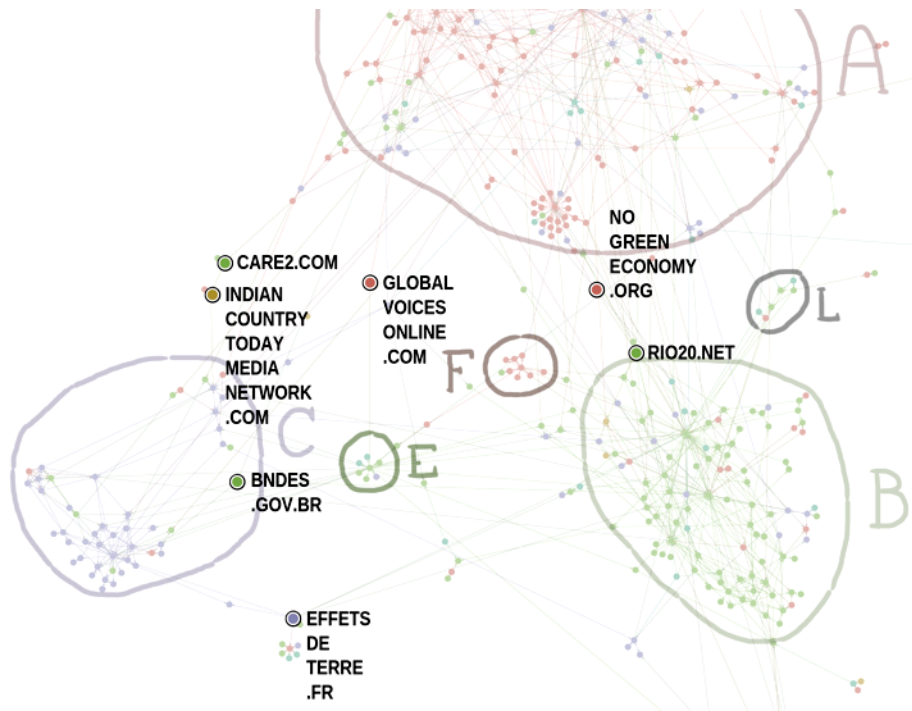 A
NO
GREEN
ECONOMY
.ORG
CARE2.COM
INDIAN
COUNTRY
TODAY
MEDIA
NETWORK
.COM
GLOBAL
VOICES
ONLINE
.COM
L
RIO20.NET
F
C
E
BNDES
.GOV.BR
B
EFFETS
DE
TERRE
.FR